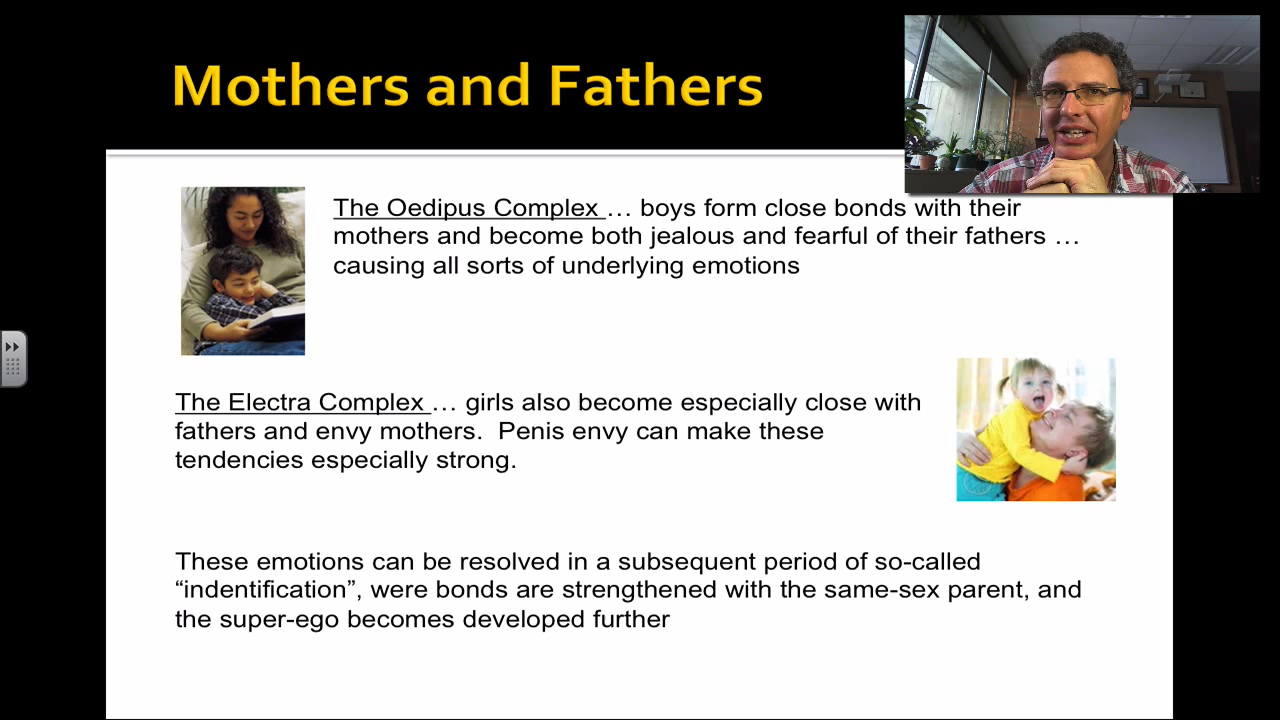 Mothers and Fathers
The Oedipus Complex … boys form close bonds with their
mothers and become both jealous and fearful of their fathers …
causing all sorts of underlying emotions
The Electra Complex … girls also become especially close with
fathers and envy mothers.  Penis envy can make these
tendencies especially strong.
These emotions can be resolved in a subsequent period of so-called
“indentification”, were bonds are strengthened with the same-sex parent, and
the super-ego becomes developed further